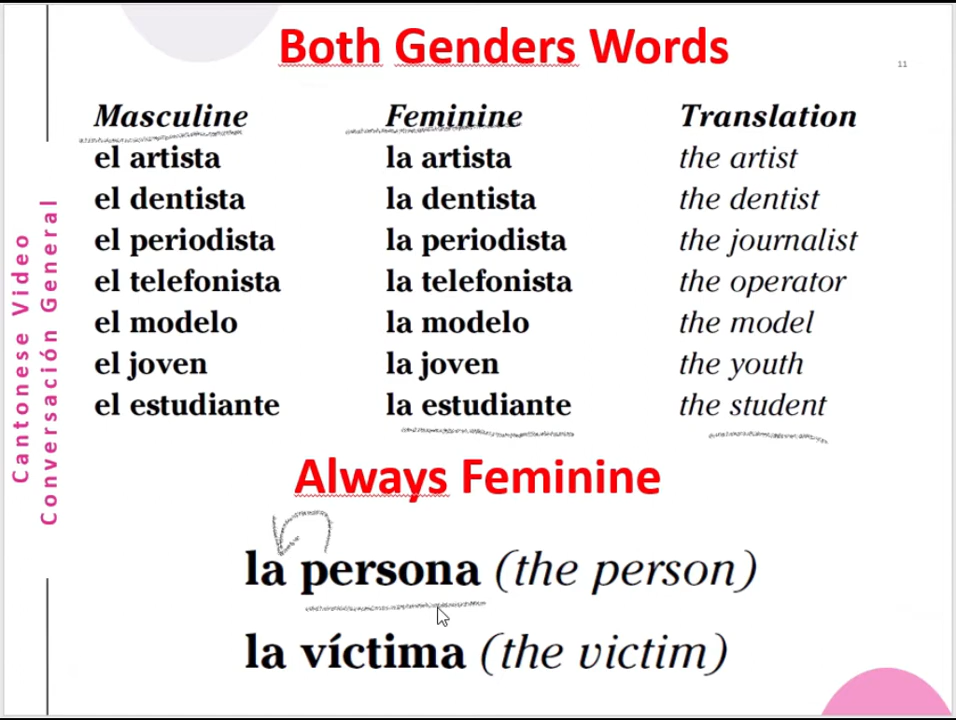 Both Genders Words
11
Masculine Feminine Translation
el artista la artista the artist
el dentista la dentista the dentist
el periodista la periodista the journalist
el telefonista la telefonista the operator
el modelo la modelo the model
el joven la joven the youth
el estudiante la estudiante the student
Always Feminine
la persona (the person)
la víctima (the victim)
Cantonese Video
Conversación General